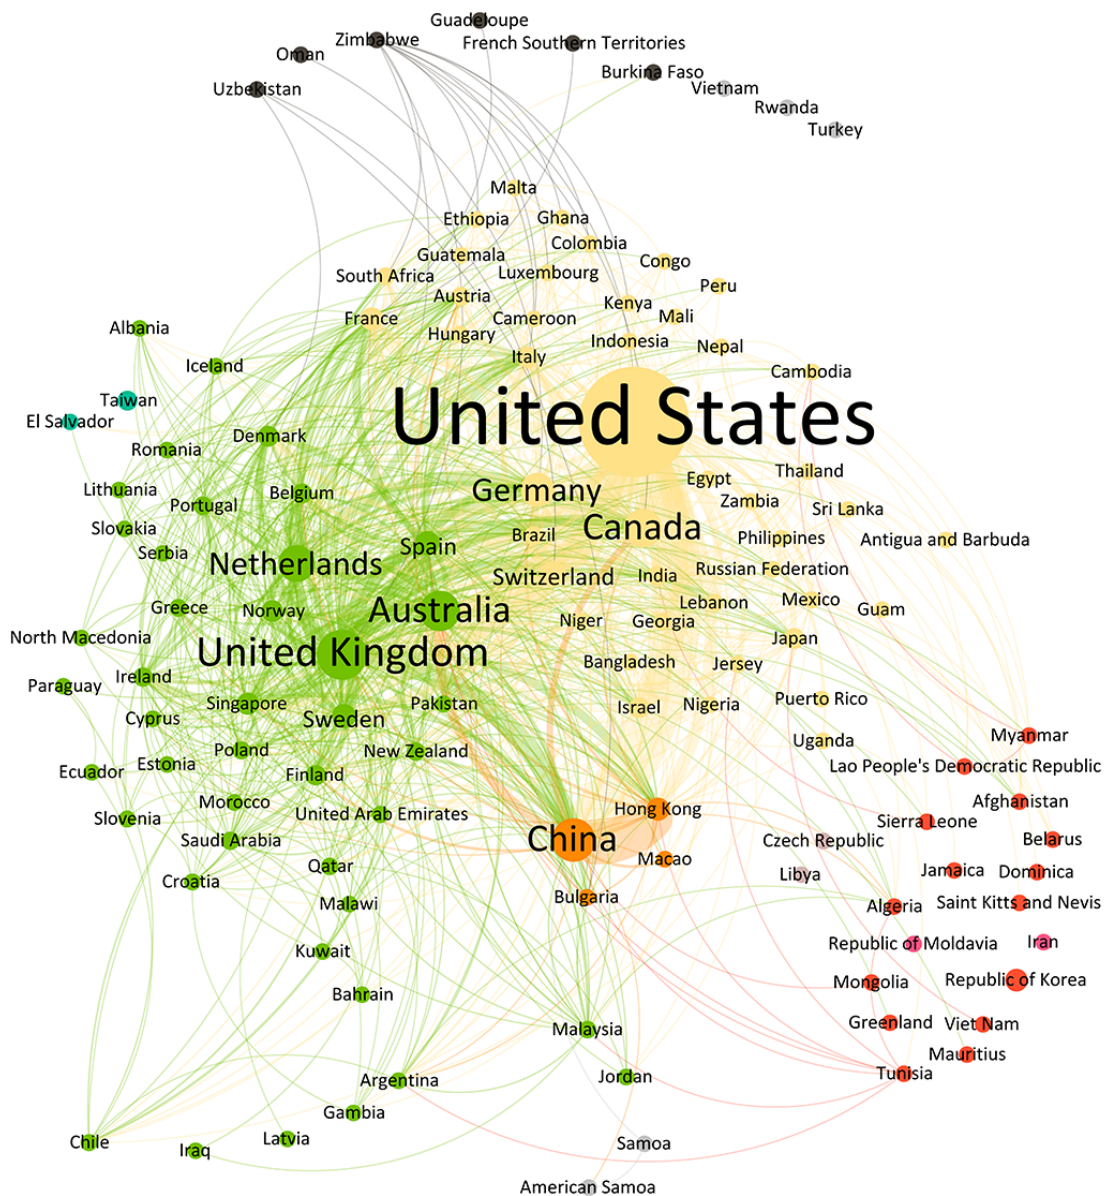 Guadeloupe
Zimbabwe
French Southern Territories
Oman
Burkina Faso
Uzbekistan
Vietnam
Rwanda
Turkey
Malta
Ethiopia
Ghana
Colombia
Guatemala
Congo
South Africa
Luxembourg
Peru
Austria
Kenya
France
Cameroon
Mali
Albania
Hungary
Indonesia
Nepal
Italy
Iceland
Cambodia
Taiwan
United States
El Salvador
Denmark
Romania
Thailand
Egypt
Lithuania
Belgium
Germany
Zambia
Portugal
Sri Lanka
Slovakia
Canada
Brazil
Philippines
Antigua and Barbuda
Serbia
Spain
Netherlands
Switzerland
India
Russian Federation
Greece
Norway
Australia
Lebanon
Mexico
Guam
Niger
Georgia
North Macedonia
Japan
United Kingdom
Bangladesh
Jersey
Ireland
Paraguay
Singapore
Pakistan
Israel
Nigeria
Puerto Rico
Cyprus
Sweden
Myanmar
Uganda
Poland
New Zealand
Ecuador
Estonia
Finland
Lao People's Democratic Republic
Morocco
Afghanistan
Slovenia
United Arab Emirates
Hong Kong
Sierra Leone
Saudi Arabia
China
Czech Republic
Belarus
Macao
Qatar
Libya
Jamaica
Dominica
Croatia
Bulgaria
Malawi
Algeria
Saint Kitts and Nevis
Kuwait
Republic of Moldavia
Iran
Bahrain
Mongolia
Republic of Korea
Malaysia
Greenland
Viet Nam
Mauritius
Argentina
Jordan
Tunisia
Gambia
Chile
Iraq
Latvia
Samoa
American Samoa